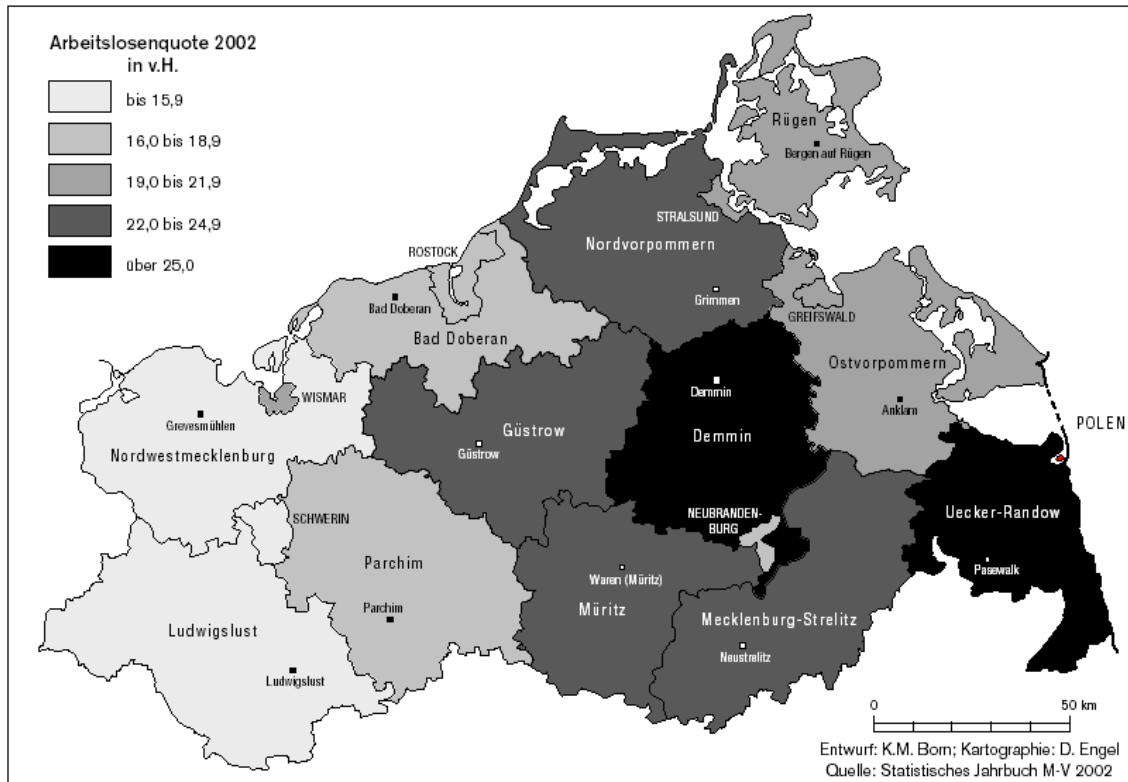 Arbeitslosenquote 2002
in v.H.
bis 15,9
16,0 bis 18,9
19,0 bis 21,9
22,0 bis 24,9
über 25,0
Rügen
Bergen auf Rügen
STRALSUND
Nordvorpommern
Grimmen
ROSTOCK
Bad Doberan
Bad Doberan
GREIFSWALD
Ostvorpommern
Anklam
WISMAR
Grevesmühlen
Nordwestmecklenburg
Güstrow
Güstrow
Demmin
Demmin
POLEN
SCHWERIN
NEUBRANDEN-
BURG
Uecker-Randow
Pasewalk
Parchim
Parchim
Waren (Müritz)
Müritz
Mecklenburg-Strelitz
Neustrelitz
Ludwigslust
Ludwigslust
0 50 km
Entwurf: K.M. Born; Kartographie: D. Engel
Quelle: Statistisches Jahrbuch M-V 2002